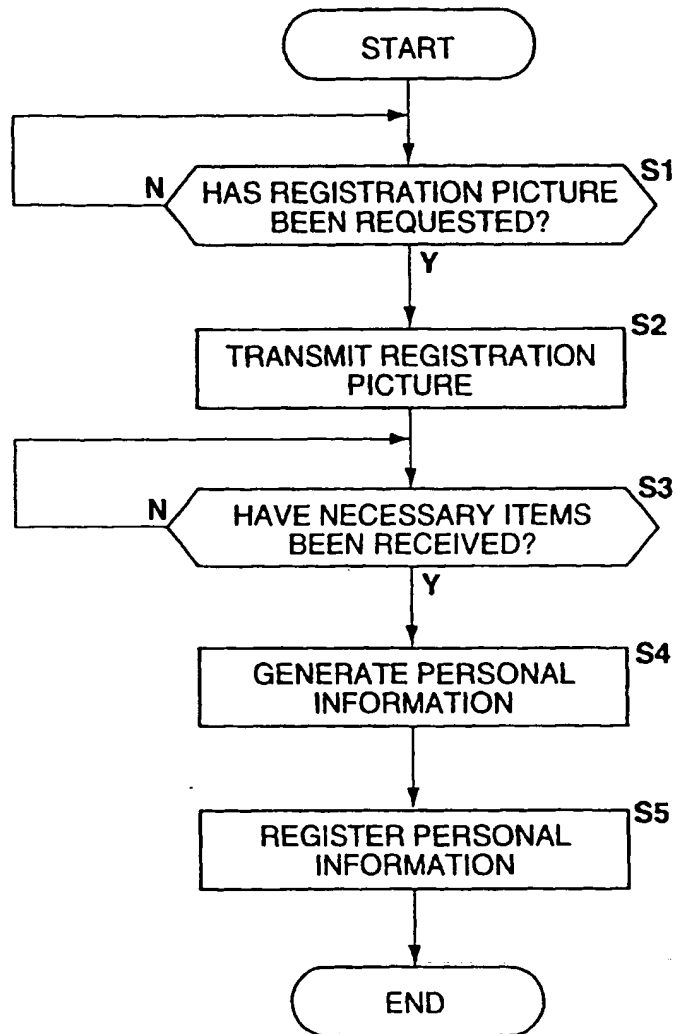 START
S1
HAS REGISTRATION PICTURE
BEEN REQUESTED?
N
Y
S2
TRANSMIT REGISTRATION
PICTURE
S3
HAVE NECESSARY ITEMS
BEEN RECEIVED?
N
Y
S4
GENERATE PERSONAL
INFORMATION
S5
REGISTER PERSONAL
INFORMATION
END